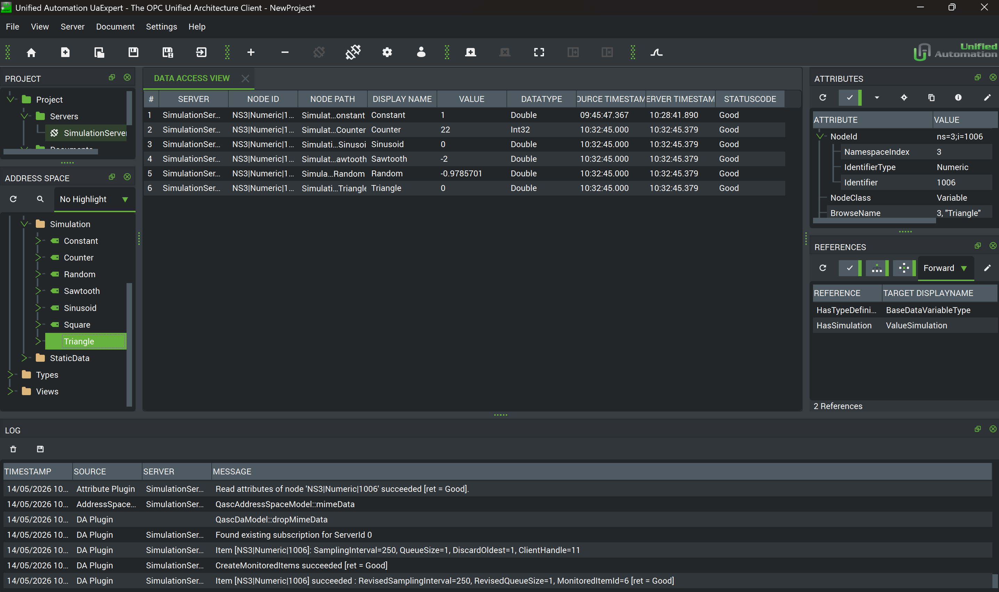 Unified Automation UaExpert - The OPC Unified Architecture Client - NewProject*
File View Server Document Settings Help
Unified
Automation
PROJECT
Project
Servers
SimulationServer
Documents
ADDRESS SPACE
No Highlight
Simulation
Constant
Counter
Random
Sawtooth
Sinusoid
Square
Triangle
StaticData
Types
Views
DATA ACCESS VIEW
# SERVER NODE ID NODE PATH DISPLAY NAME VALUE DATATYPE OURCE TIMESTAM ERVER TIMESTAM STATUSCODE
1 SimulationSer... NS3|Numeric|1... Simulat...onstant Constant 1 Double 09:45:47.367 10:28:41.890 Good
2 SimulationSer... NS3|Numeric|1... Simulat...Counter Counter 22 Int32 10:32:45.000 10:32:45.379 Good
3 SimulationSer... NS3|Numeric|1... Simulati...Sinusoi Sinusoid 0 Double 10:32:45.000 10:32:45.379 Good
4 SimulationSer... NS3|Numeric|1... Simulat...awtooth Sawtooth -2 Double 10:32:45.000 10:32:45.379 Good
5 SimulationSer... NS3|Numeric|1... Simula...Random Random -0.9785701 Double 10:32:45.000 10:32:45.379 Good
6 SimulationSer... NS3|Numeric|1... Simulati...Triangle Triangle 0 Double 10:32:45.000 10:32:45.379 Good
ATTRIBUTES
ATTRIBUTE VALUE
NodeId ns=3;i=1006
NamespaceIndex 3
IdentifierType Numeric
Identifier 1006
NodeClass Variable
BrowseName 3, "Triangle"
REFERENCES
Forward
REFERENCE TARGET DISPLAYNAME
HasTypeDefini... BaseDataVariableType
HasSimulation ValueSimulation
2 References
LOG
TIMESTAMP SOURCE SERVER MESSAGE
14/05/2026 10... Attribute Plugin SimulationSer... Read attributes of node 'NS3|Numeric|1006' succeeded [ret = Good].
14/05/2026 10... AddressSpace... SimulationSer... QascAddressSpaceModel::mimeData
14/05/2026 10... DA Plugin QascDaModel::dropMimeData
14/05/2026 10... DA Plugin SimulationSer... Found existing subscription for ServerId 0
14/05/2026 10... DA Plugin SimulationSer... Item [NS3|Numeric|1006]: SamplingInterval=250, QueueSize=1, DiscardOldest=1, ClientHandle=11
14/05/2026 10... DA Plugin SimulationSer... CreateMonitoredItems succeeded [ret = Good]
14/05/2026 10... DA Plugin SimulationSer... Item [NS3|Numeric|1006] succeeded : RevisedSamplingInterval=250, RevisedQueueSize=1, MonitoredItemId=6 [ret = Good]